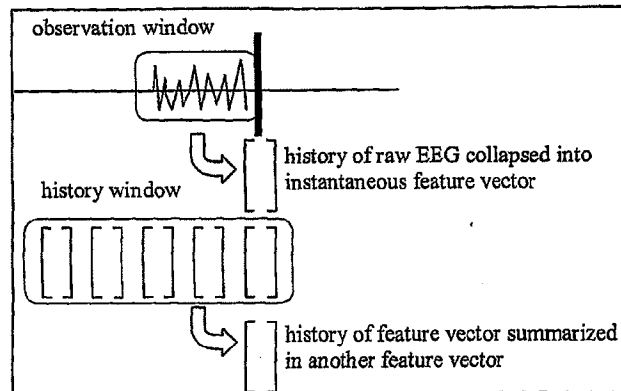 observation window
history of raw EEG collapsed into
instantaneous feature vector
history window
history of feature vector summarized
in another feature vector